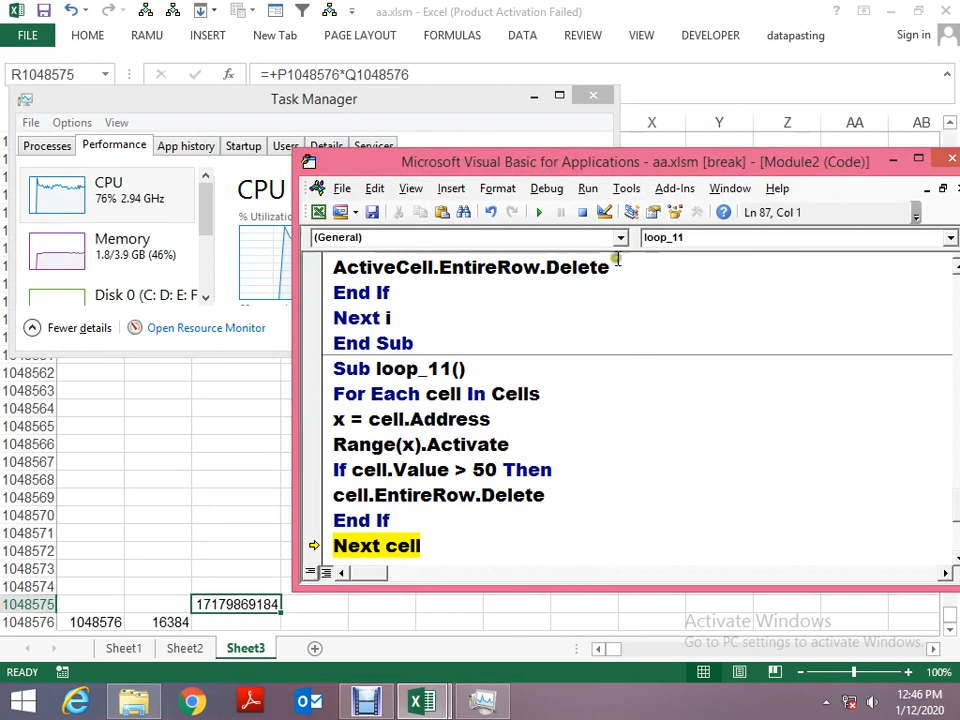 aa.xlsm - Excel (Product Activation Failed)
FILE HOME RAMU INSERT New Tab PAGE LAYOUT FORMULAS DATA REVIEW VIEW DEVELOPER datapasting Sign in
R1048575 fx =+P1048576*Q1048576
Task Manager
File Options View
Processes Performance App history Startup Users Details Services
X Y Z AA AB
CPU
76% 2.94 GHz
Memory
1.8/3.9 GB (46%)
Disk 0 (C: D: E: F
CPU
% Utilization
Fewer details Open Resource Monitor
Microsoft Visual Basic for Applications - aa.xlsm [break] - [Module2 (Code)]
File Edit View Insert Format Debug Run Tools Add-Ins Window Help
Ln 87, Col 1
(General) loop_11
ActiveCell.EntireRow.Delete
End If
Next i
End Sub
Sub loop_11()
For Each cell In Cells
x = cell.Address
Range(x).Activate
If cell.Value > 50 Then
cell.EntireRow.Delete
End If
Next cell
1048562
1048563
1048564
1048565
1048566
1048567
1048568
1048569
1048570
1048571
1048572
1048573
1048574
1048575 17179869184
1048576 1048576 16384
Activate Windows
Go to PC settings to activate Windows.
Sheet1 Sheet2 Sheet3
READY 100%
12:46 PM
1/12/2020